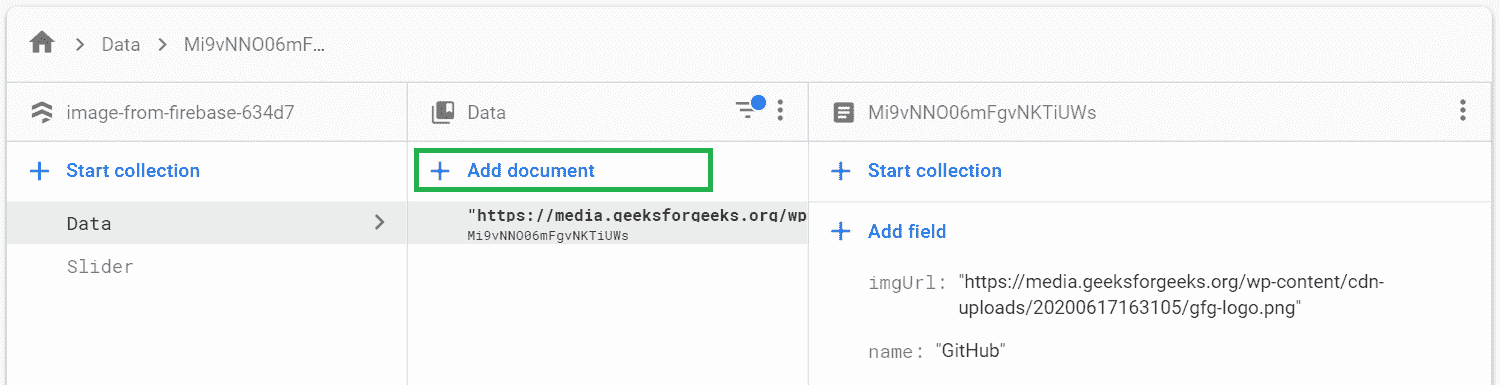 Data
Mi9vNNO06mF...
image-from-firebase-634d7
Data
Mi9vNNO06mFgvNKTiUWs
Start collection
Add document
Start collection
Data
"https://media.geeksforgeeks.org/wp
Mi9vNNO06mFgvNKTiUWs
Slider
Add field
imgUrl: "https://media.geeksforgeeks.org/wp-content/cdn-
uploads/20200617163105/gfg-logo.png"
name: "GitHub"